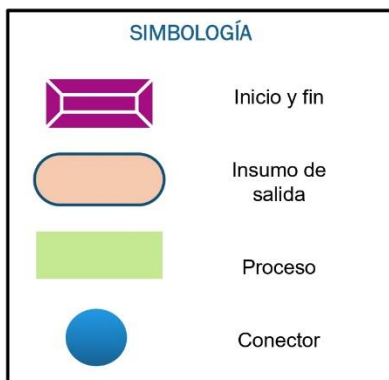 SIMBOLOGÍA
Inicio y fin
Insumo de
salida
Proceso
Conector